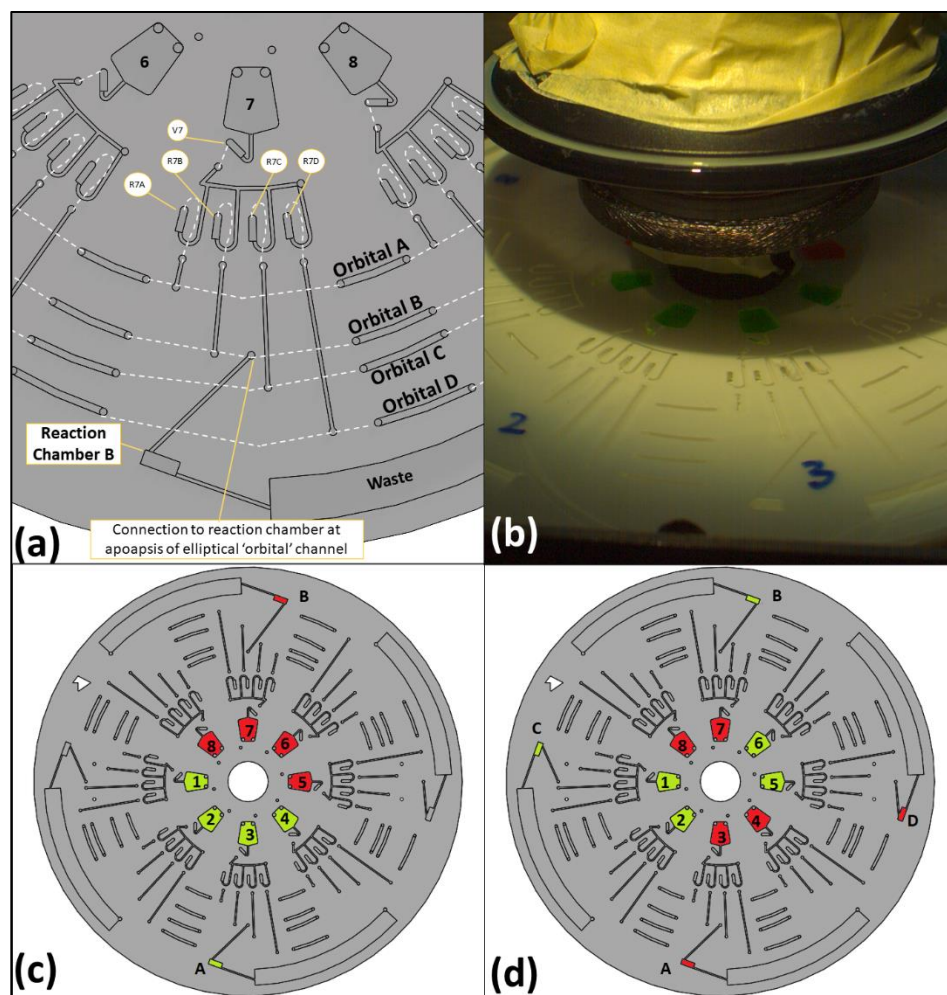 6
7
8
V7
R7B
R7C
R7D
R7A
Orbital A
Orbital B
Orbital C
Orbital D
Reaction
Chamber B
Waste
Connection to reaction chamber at
apoapsis of elliptical ‘orbital’ channel
(a)
2
3
(b)
B
7
8
6
1
5
2
4
3
A
(c)
B
C
7
8
6
1
5
2
4
3
D
A
(d)